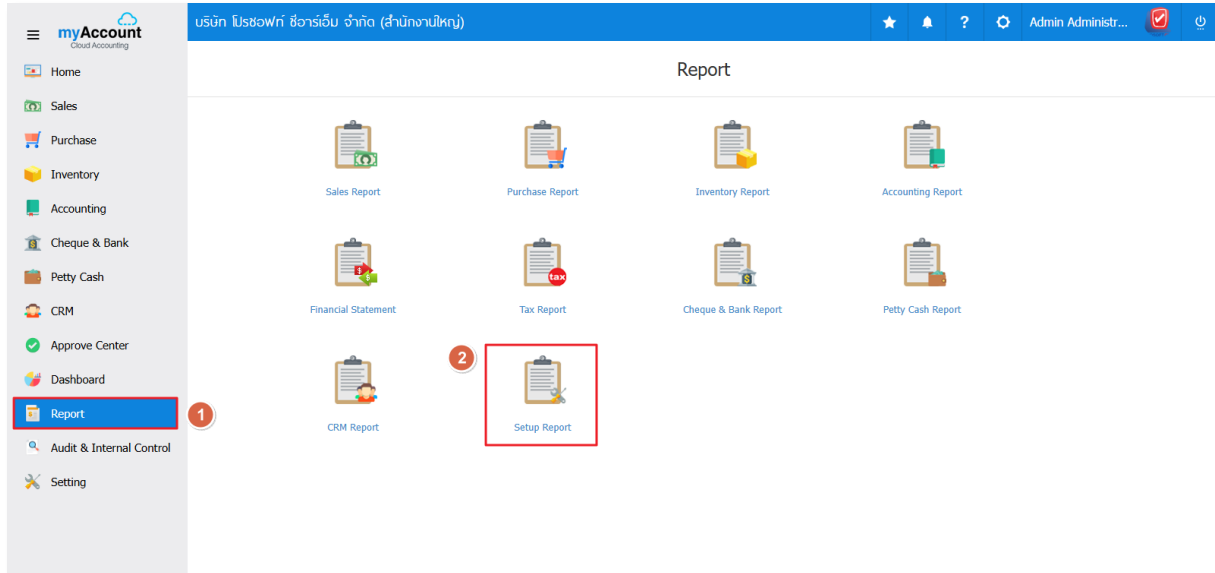 myAccount
Cloud Accounting
บริษัท โปรซอฟท์ ซีอาร์เอ็ม จำกัด (สำนักงานใหญ่)
?
Admin Administr...
Home
Sales
Purchase
Inventory
Accounting
Cheque & Bank
Petty Cash
CRM
Approve Center
Dashboard
Report
1
Audit & Internal Control
Setting
Report
Sales Report
Purchase Report
Inventory Report
Accounting Report
Financial Statement
tax
Tax Report
Cheque & Bank Report
Petty Cash Report
CRM Report
2
Setup Report